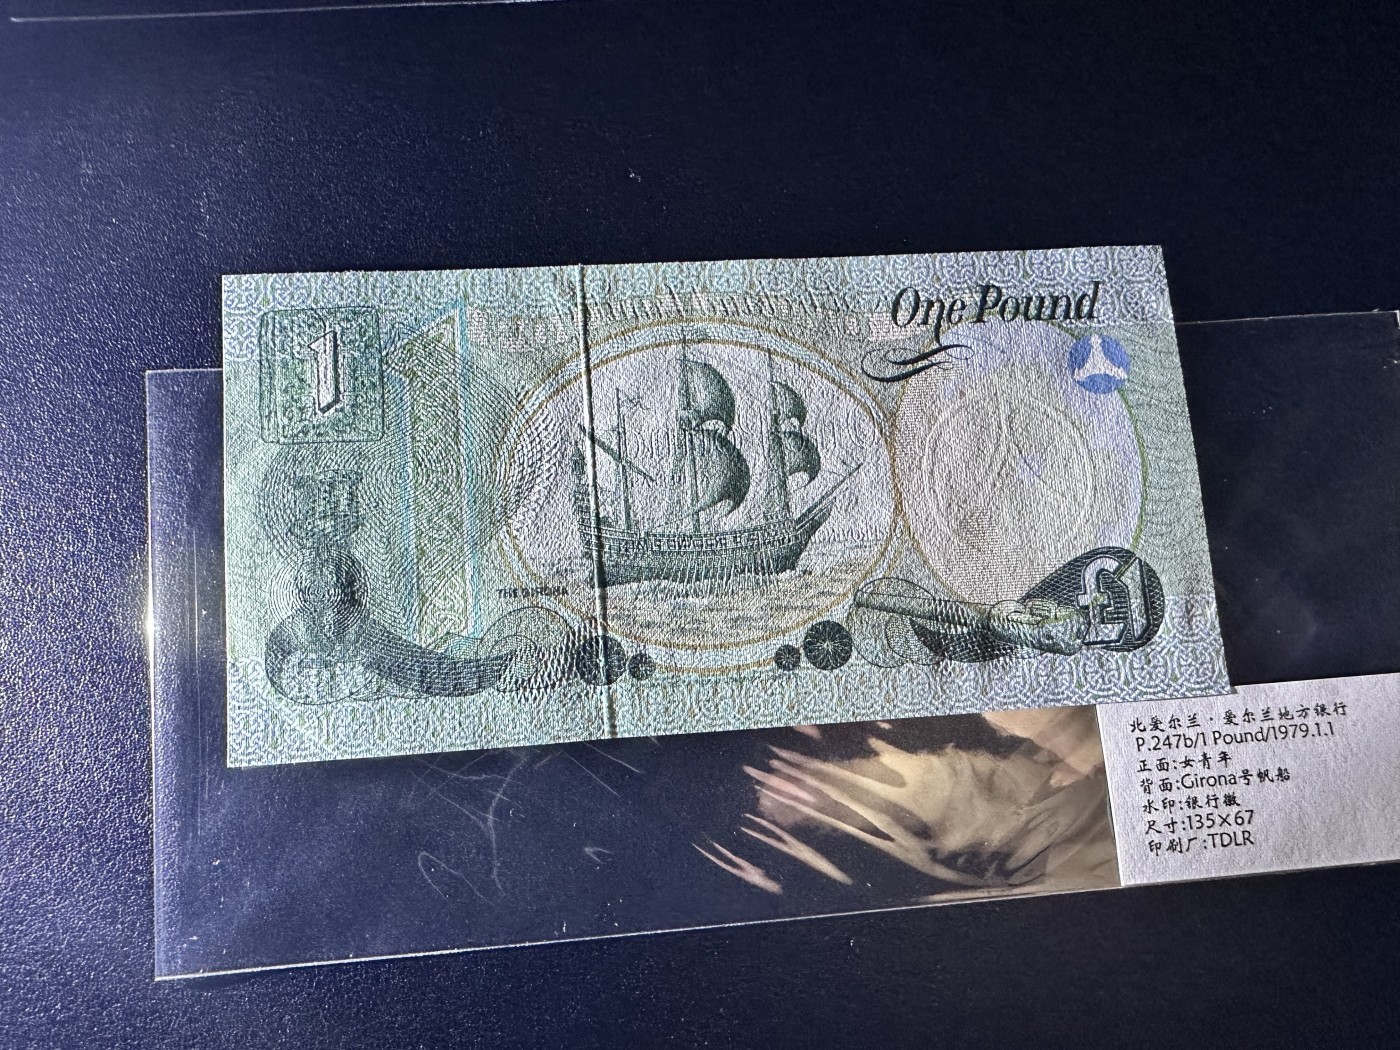 1
One Pound
THE GIRONA
£1
北爱尔兰·爱尔兰地方银行
P.247b/1 Pound/1979.1.1
正面:女青年
背面:Girona号帆船
水印:银行徽
尺寸:135×67
印刷厂:TDLR